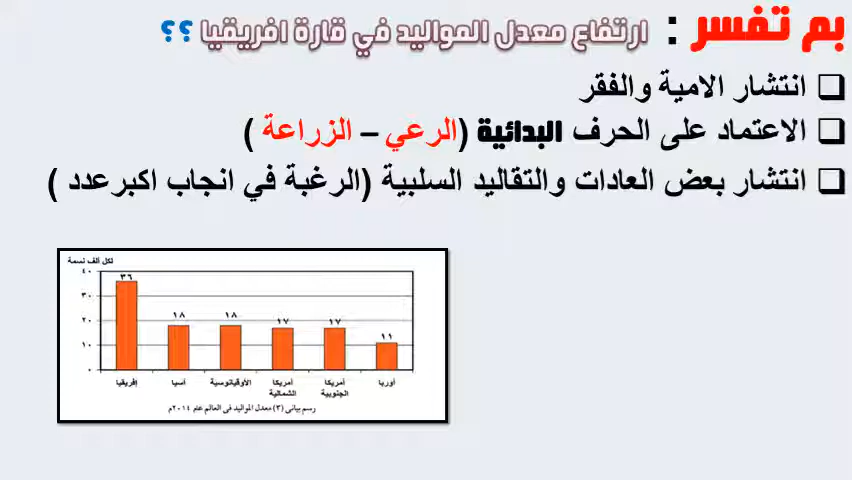 بم تفسر : ارتفاع معدل المواليد في قارة افريقيا ؟؟
انتشار الامية والفقر
الاعتماد على الحرف البدائية (الرعي – الزراعة )
انتشار بعض العادات والتقاليد السلبية (الرغبة في انجاب اكبرعدد )
لكل ألف نسمة
٤٠
٣٠
٢٠
١٠
٠
٣٦ ١٨ ١٨ ١٧ ١٧ ١١
إفريقيا آسيا الأوقيانوسية أمريكا الشمالية أمريكا الجنوبية أوربا
رسم بياني (٣) معدل المواليد في العالم عام ٢٠١٤م